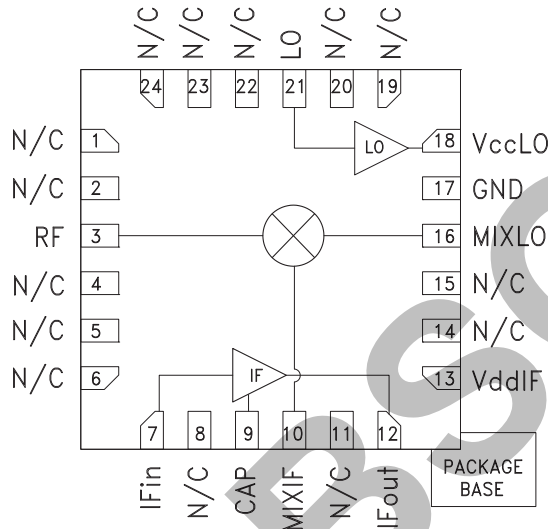 N/C
N/C
N/C
LO
N/C
N/C
24
23
22
21
20
19
N/C 1
LO
18 VccLO
N/C 2
17 GND
RF 3
16 MIXLO
N/C 4
15 N/C
N/C 5
14 N/C
N/C 6
IF
13 VddIF
7
8
9
10
11
12
IFin
N/C
CAP
MIXIF
N/C
IFout
PACKAGE
BASE
BSO